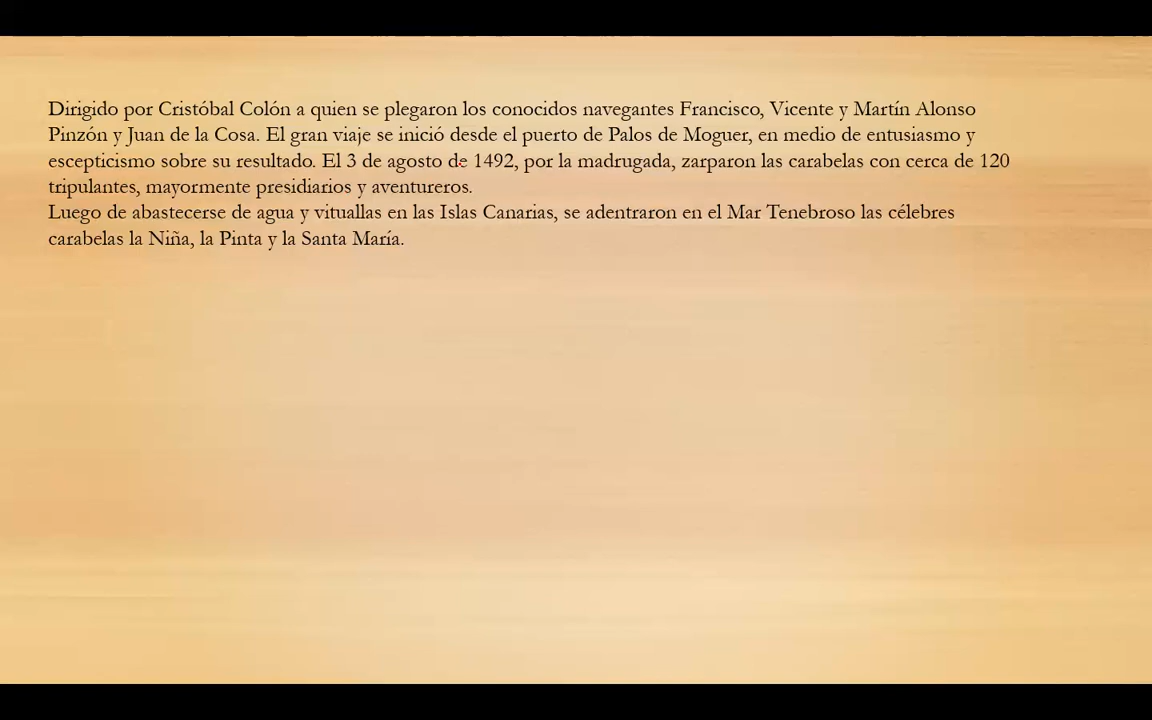 Dirigido por Cristóbal Colón a quien se plegaron los conocidos navegantes Francisco, Vicente y Martín Alonso
Pinzón y Juan de la Cosa. El gran viaje se inició desde el puerto de Palos de Moguer, en medio de entusiasmo y
escepticismo sobre su resultado. El 3 de agosto de 1492, por la madrugada, zarparon las carabelas con cerca de 120
tripulantes, mayormente presidiarios y aventureros.
Luego de abastecerse de agua y vituallas en las Islas Canarias, se adentraron en el Mar Tenebroso las célebres
carabelas la Niña, la Pinta y la Santa María.